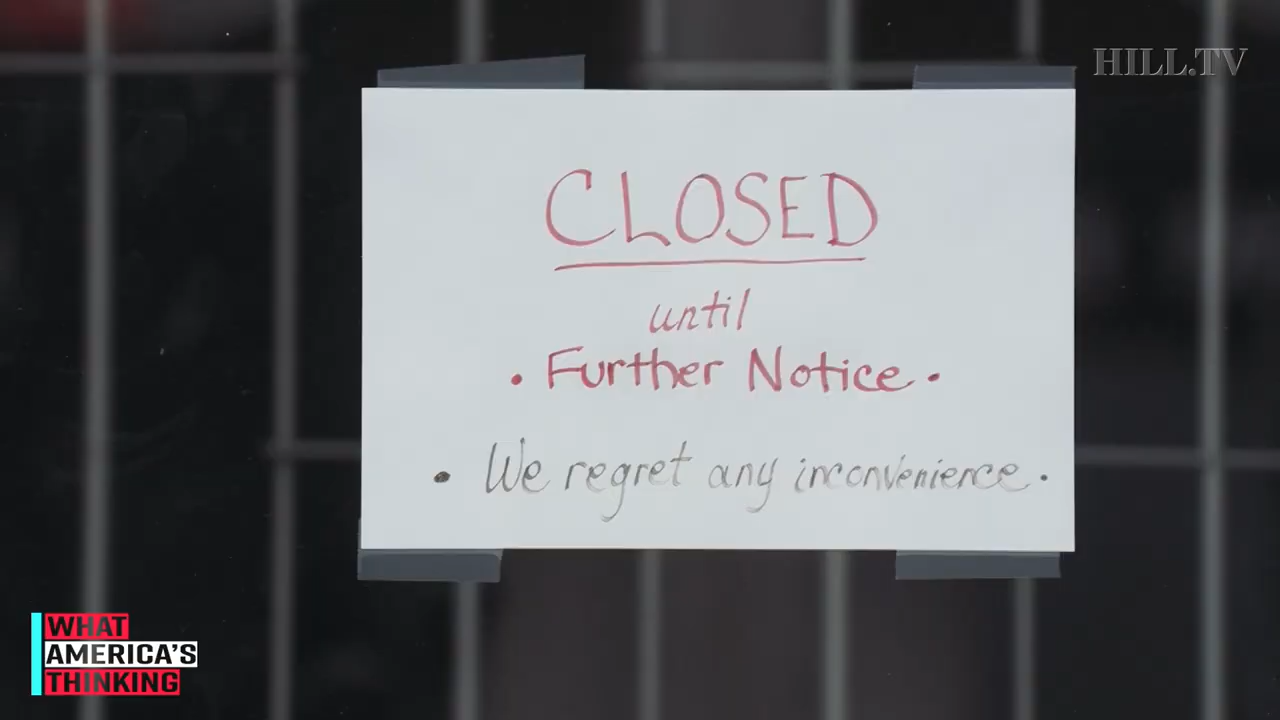 HILL.TV
CLOSED
until
• Further Notice •
• We regret any inconvenience •
WHAT
AMERICA'S
THINKING